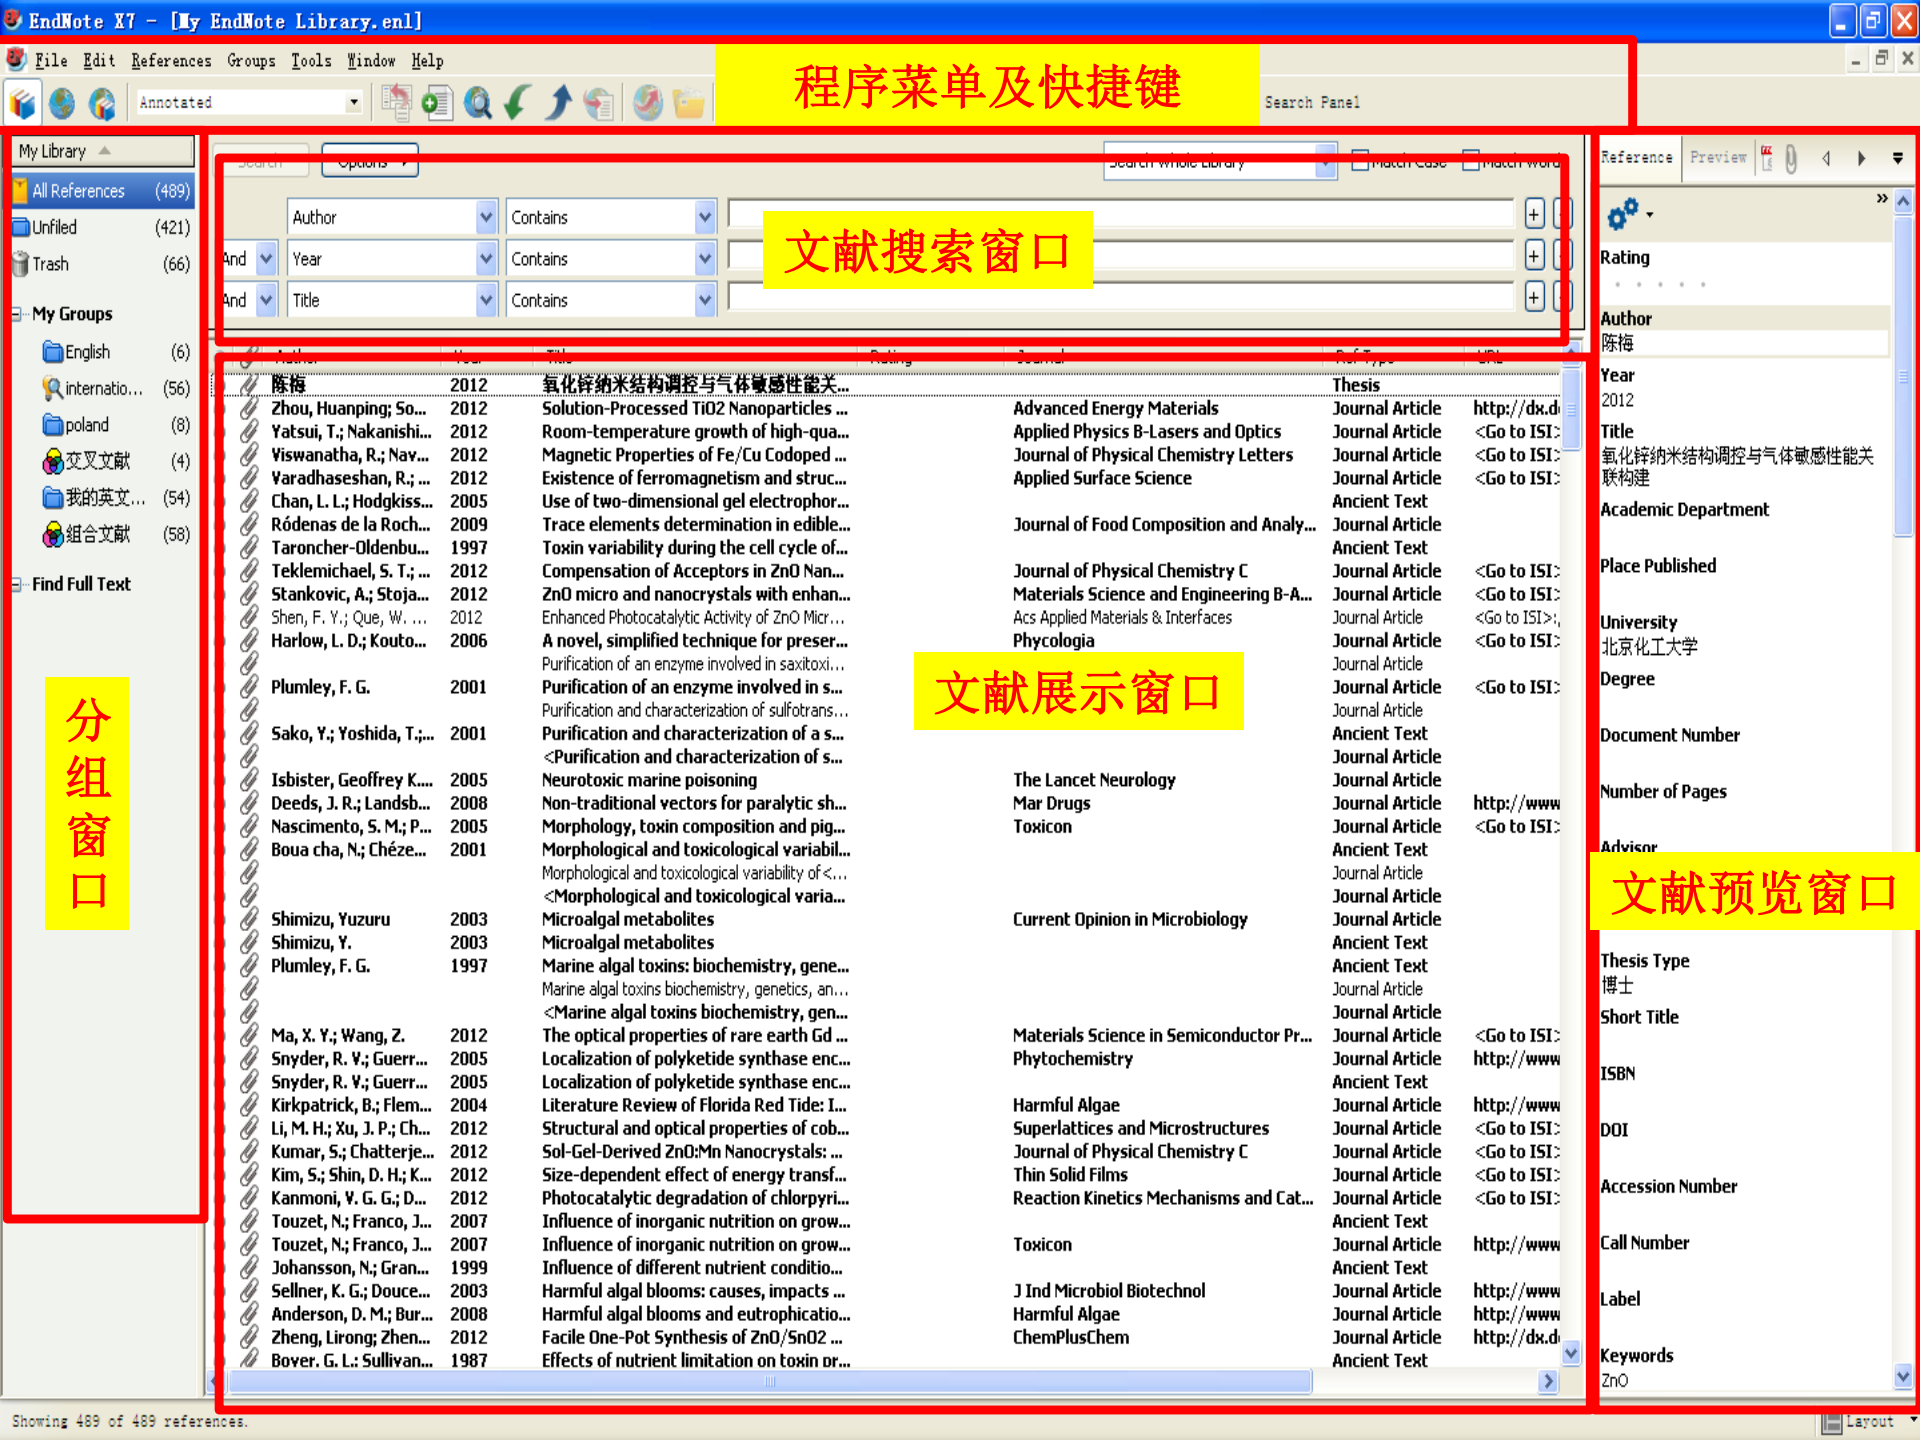 EndNote X7 - [My EndNote Library.enl]
File Edit References Groups Tools Window Help
程序菜单及快捷键
Annotated
Search Panel
My Library
All References (489)
Unfiled (421)
Trash (66)
My Groups
English (6)
internatio... (56)
poland (8)
交叉文献 (4)
我的英文... (54)
组合文献 (58)
Find Full Text
分
组
窗
口
Search Options Search Whole Library Match Case Match Words
Author Contains
And Year Contains
And Title Contains
文献搜索窗口
Author Year Title Rating Journal Ref Type URL
陈梅 2012 氧化锌纳米结构调控与气体敏感性能关... Thesis
Zhou, Huanping; So... 2012 Solution-Processed TiO2 Nanoparticles ... Advanced Energy Materials Journal Article http://dx.d
Yatsui, T.; Nakanishi... 2012 Room-temperature growth of high-qua... Applied Physics B-Lasers and Optics Journal Article <Go to ISI>
Viswanatha, R.; Nav... 2012 Magnetic Properties of Fe/Cu Codoped ... Journal of Physical Chemistry Letters Journal Article <Go to ISI>
Varadhaseshan, R.; ... 2012 Existence of ferromagnetism and struc... Applied Surface Science Journal Article <Go to ISI>
Chan, L. L.; Hodgkiss... 2005 Use of two-dimensional gel electrophor... Ancient Text
Ródenas de la Roch... 2009 Trace elements determination in edible... Journal of Food Composition and Analy... Journal Article
Taroncher-Oldenbu... 1997 Toxin variability during the cell cycle of... Ancient Text
Teklemichael, S. T.; ... 2012 Compensation of Acceptors in ZnO Nan... Journal of Physical Chemistry C Journal Article <Go to ISI>
Stankovic, A.; Stoja... 2012 ZnO micro and nanocrystals with enhan... Materials Science and Engineering B-A... Journal Article <Go to ISI>
Shen, F. Y.; Que, W. ... 2012 Enhanced Photocatalytic Activity of ZnO Micr... Acs Applied Materials & Interfaces Journal Article <Go to ISI>:
Harlow, L. D.; Kouto... 2006 A novel, simplified technique for preser... Phycologia Journal Article <Go to ISI>
Purification of an enzyme involved in saxitoxi... Journal Article
Plumley, F. G. 2001 Purification of an enzyme involved in s... Journal Article <Go to ISI>
Purification and characterization of sulfotrans... Journal Article
Sako, Y.; Yoshida, T.;... 2001 Purification and characterization of a s... Ancient Text
<Purification and characterization of s... Journal Article
Isbister, Geoffrey K.... 2005 Neurotoxic marine poisoning The Lancet Neurology Journal Article
Deeds, J. R.; Landsb... 2008 Non-traditional vectors for paralytic sh... Mar Drugs Journal Article http://www
Nascimento, S. M.; P... 2005 Morphology, toxin composition and pig... Toxicon Journal Article <Go to ISI>
Boua cha, N.; Chéze... 2001 Morphological and toxicological variabil... Ancient Text
Morphological and toxicological variability of<... Journal Article
<Morphological and toxicological varia... Journal Article
Shimizu, Yuzuru 2003 Microalgal metabolites Current Opinion in Microbiology Journal Article
Shimizu, Y. 2003 Microalgal metabolites Ancient Text
Plumley, F. G. 1997 Marine algal toxins: biochemistry, gene... Ancient Text
Marine algal toxins biochemistry, genetics, an... Journal Article
<Marine algal toxins biochemistry, gen... Journal Article
Ma, X. Y.; Wang, Z. 2012 The optical properties of rare earth Gd ... Materials Science in Semiconductor Pr... Journal Article <Go to ISI>
Snyder, R. V.; Guerr... 2005 Localization of polyketide synthase enc... Phytochemistry Journal Article http://www
Snyder, R. V.; Guerr... 2005 Localization of polyketide synthase enc... Ancient Text
Kirkpatrick, B.; Flem... 2004 Literature Review of Florida Red Tide: I... Harmful Algae Journal Article http://www
Li, M. H.; Xu, J. P.; Ch... 2012 Structural and optical properties of cob... Superlattices and Microstructures Journal Article <Go to ISI>
Kumar, S.; Chatterje... 2012 Sol-Gel-Derived ZnO:Mn Nanocrystals: ... Journal of Physical Chemistry C Journal Article <Go to ISI>
Kim, S.; Shin, D. H.; K... 2012 Size-dependent effect of energy transf... Thin Solid Films Journal Article <Go to ISI>
Kanmoni, V. G. G.; D... 2012 Photocatalytic degradation of chlorpyri... Reaction Kinetics Mechanisms and Cat... Journal Article <Go to ISI>
Touzet, N.; Franco, J... 2007 Influence of inorganic nutrition on grow... Ancient Text
Touzet, N.; Franco, J... 2007 Influence of inorganic nutrition on grow... Toxicon Journal Article http://www
Johansson, N.; Gran... 1999 Influence of different nutrient conditio... Ancient Text
Sellner, K. G.; Douce... 2003 Harmful algal blooms: causes, impacts ... J Ind Microbiol Biotechnol Journal Article http://www
Anderson, D. M.; Bur... 2008 Harmful algal blooms and eutrophicatio... Harmful Algae Journal Article http://www
Zheng, Lirong; Zhen... 2012 Facile One-Pot Synthesis of ZnO/SnO2 ... ChemPlusChem Journal Article http://dx.d
Boyer, G. L.; Sullivan... 1987 Effects of nutrient limitation on toxin pr... Ancient Text
文献展示窗口
Reference Preview
Rating
Author
陈梅
Year
2012
Title
氧化锌纳米结构调控与气体敏感性能关
联构建
Academic Department
Place Published
University
北京化工大学
Degree
Document Number
Number of Pages
Advisor
文献预览窗口
Thesis Type
博士
Short Title
ISBN
DOI
Accession Number
Call Number
Label
Keywords
ZnO
Showing 489 of 489 references.
Layout